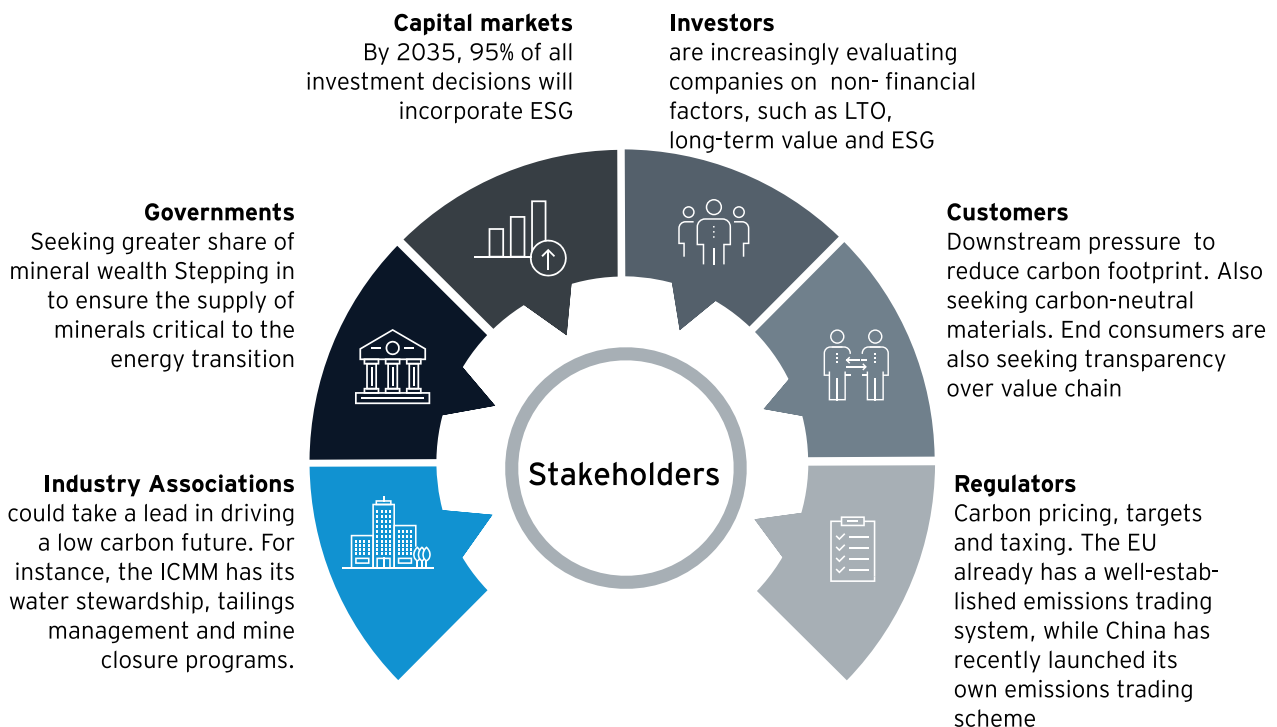 Capital markets
By 2035, 95% of all
investment decisions will
incorporate ESG
Investors
are increasingly evaluating
companies on  non- financial
factors, such as LTO,
long-term value and ESG
Governments
Seeking greater share of
mineral wealth Stepping in
to ensure the supply of
minerals critical to the
energy transition
Customers
Downstream pressure  to
reduce carbon footprint. Also
seeking carbon-neutral
materials. End consumers are
also seeking transparency
over value chain
Industry Associations
could take a lead in driving
a low carbon future. For
instance, the ICMM has its
water stewardship, tailings
management and mine
closure programs.
Stakeholders
Regulators
Carbon pricing, targets
and taxing. The EU
already has a well-estab-
lished emissions trading
system, while China has
recently launched its
own emissions trading
scheme